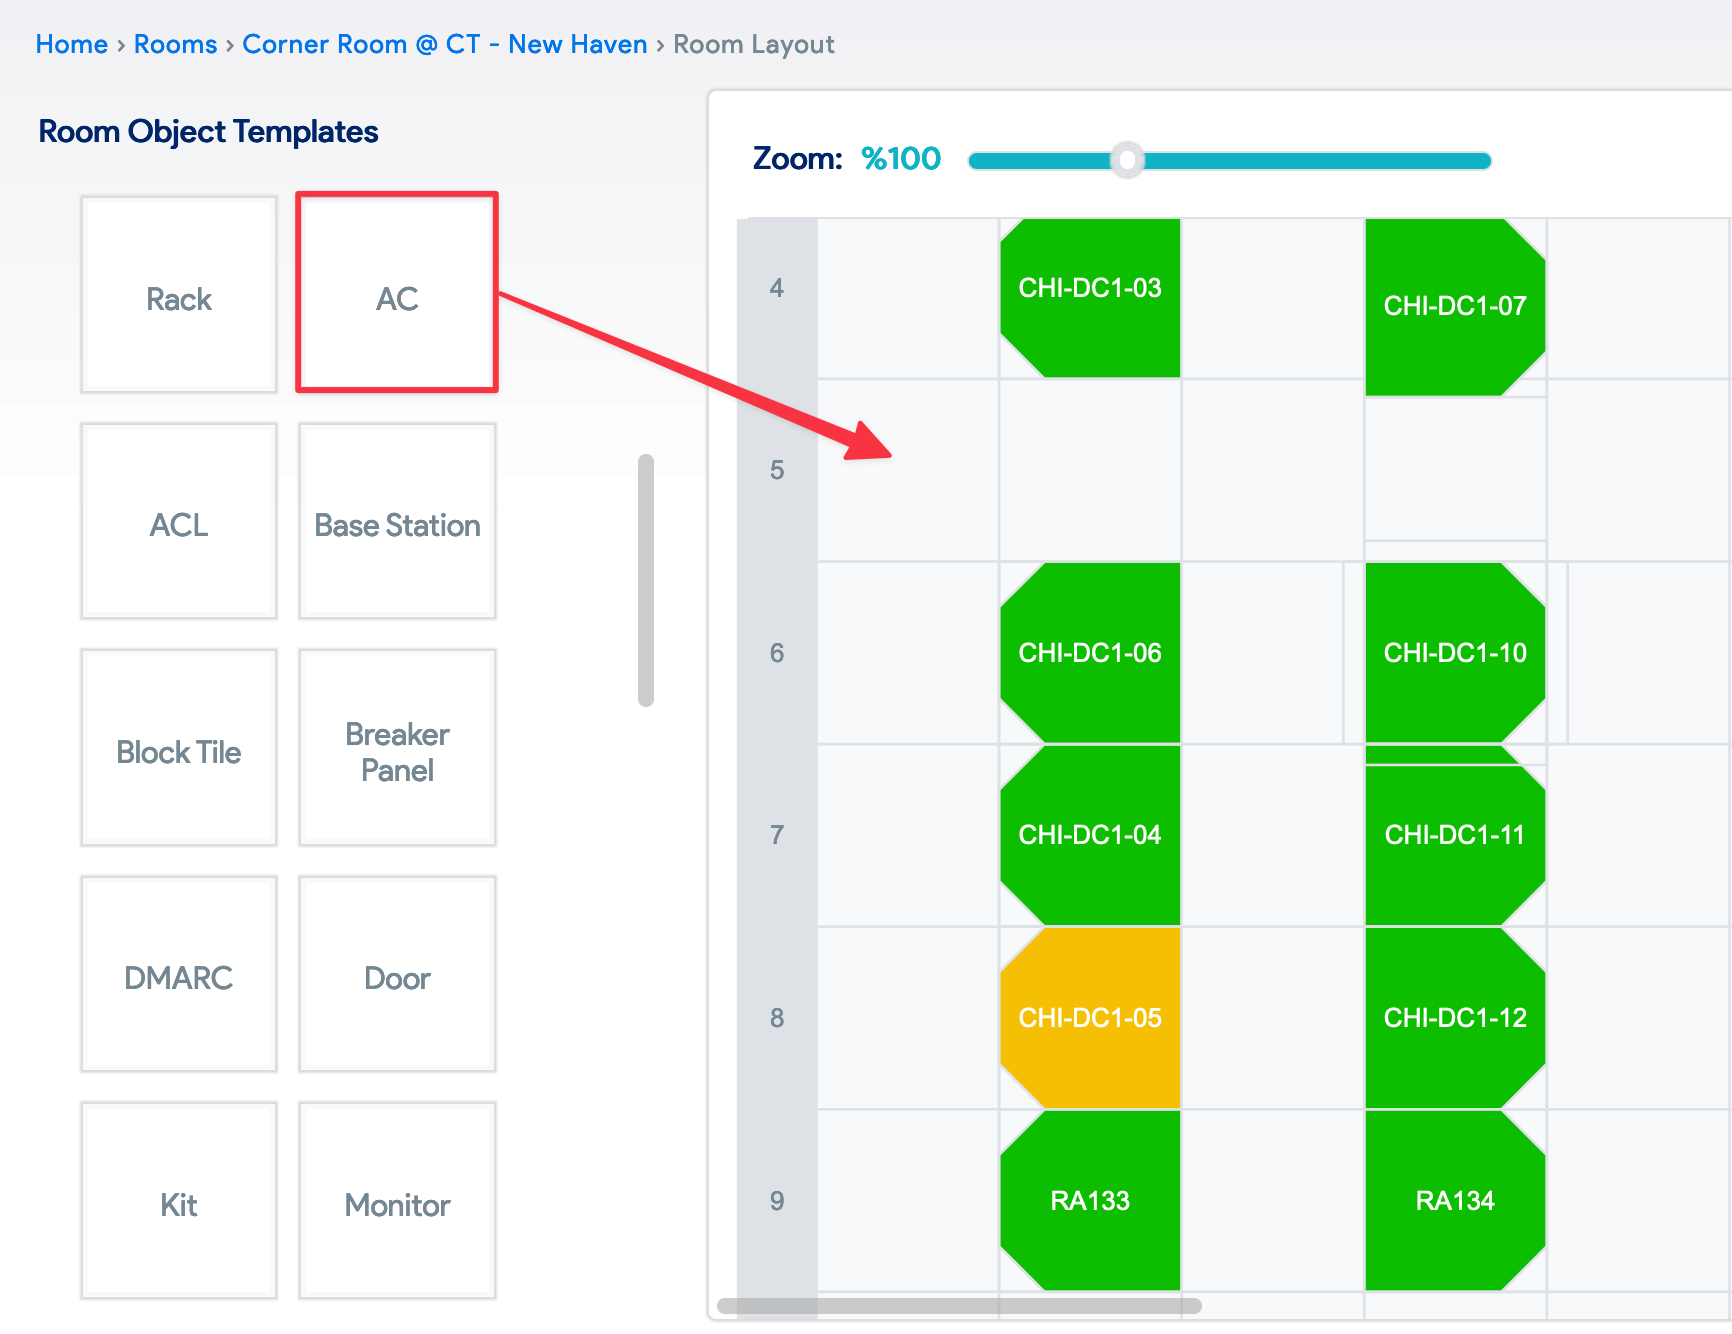 Home › Rooms › Corner Room @ CT - New Haven › Room Layout
Room Object Templates
Rack
AC
ACL
Base Station
Block Tile
Breaker
Panel
DMARC
Door
Kit
Monitor
Zoom: %100
4
CHI-DC1-03
CHI-DC1-07
5
6
CHI-DC1-06
CHI-DC1-10
7
CHI-DC1-04
CHI-DC1-11
8
CHI-DC1-05
CHI-DC1-12
9
RA133
RA134